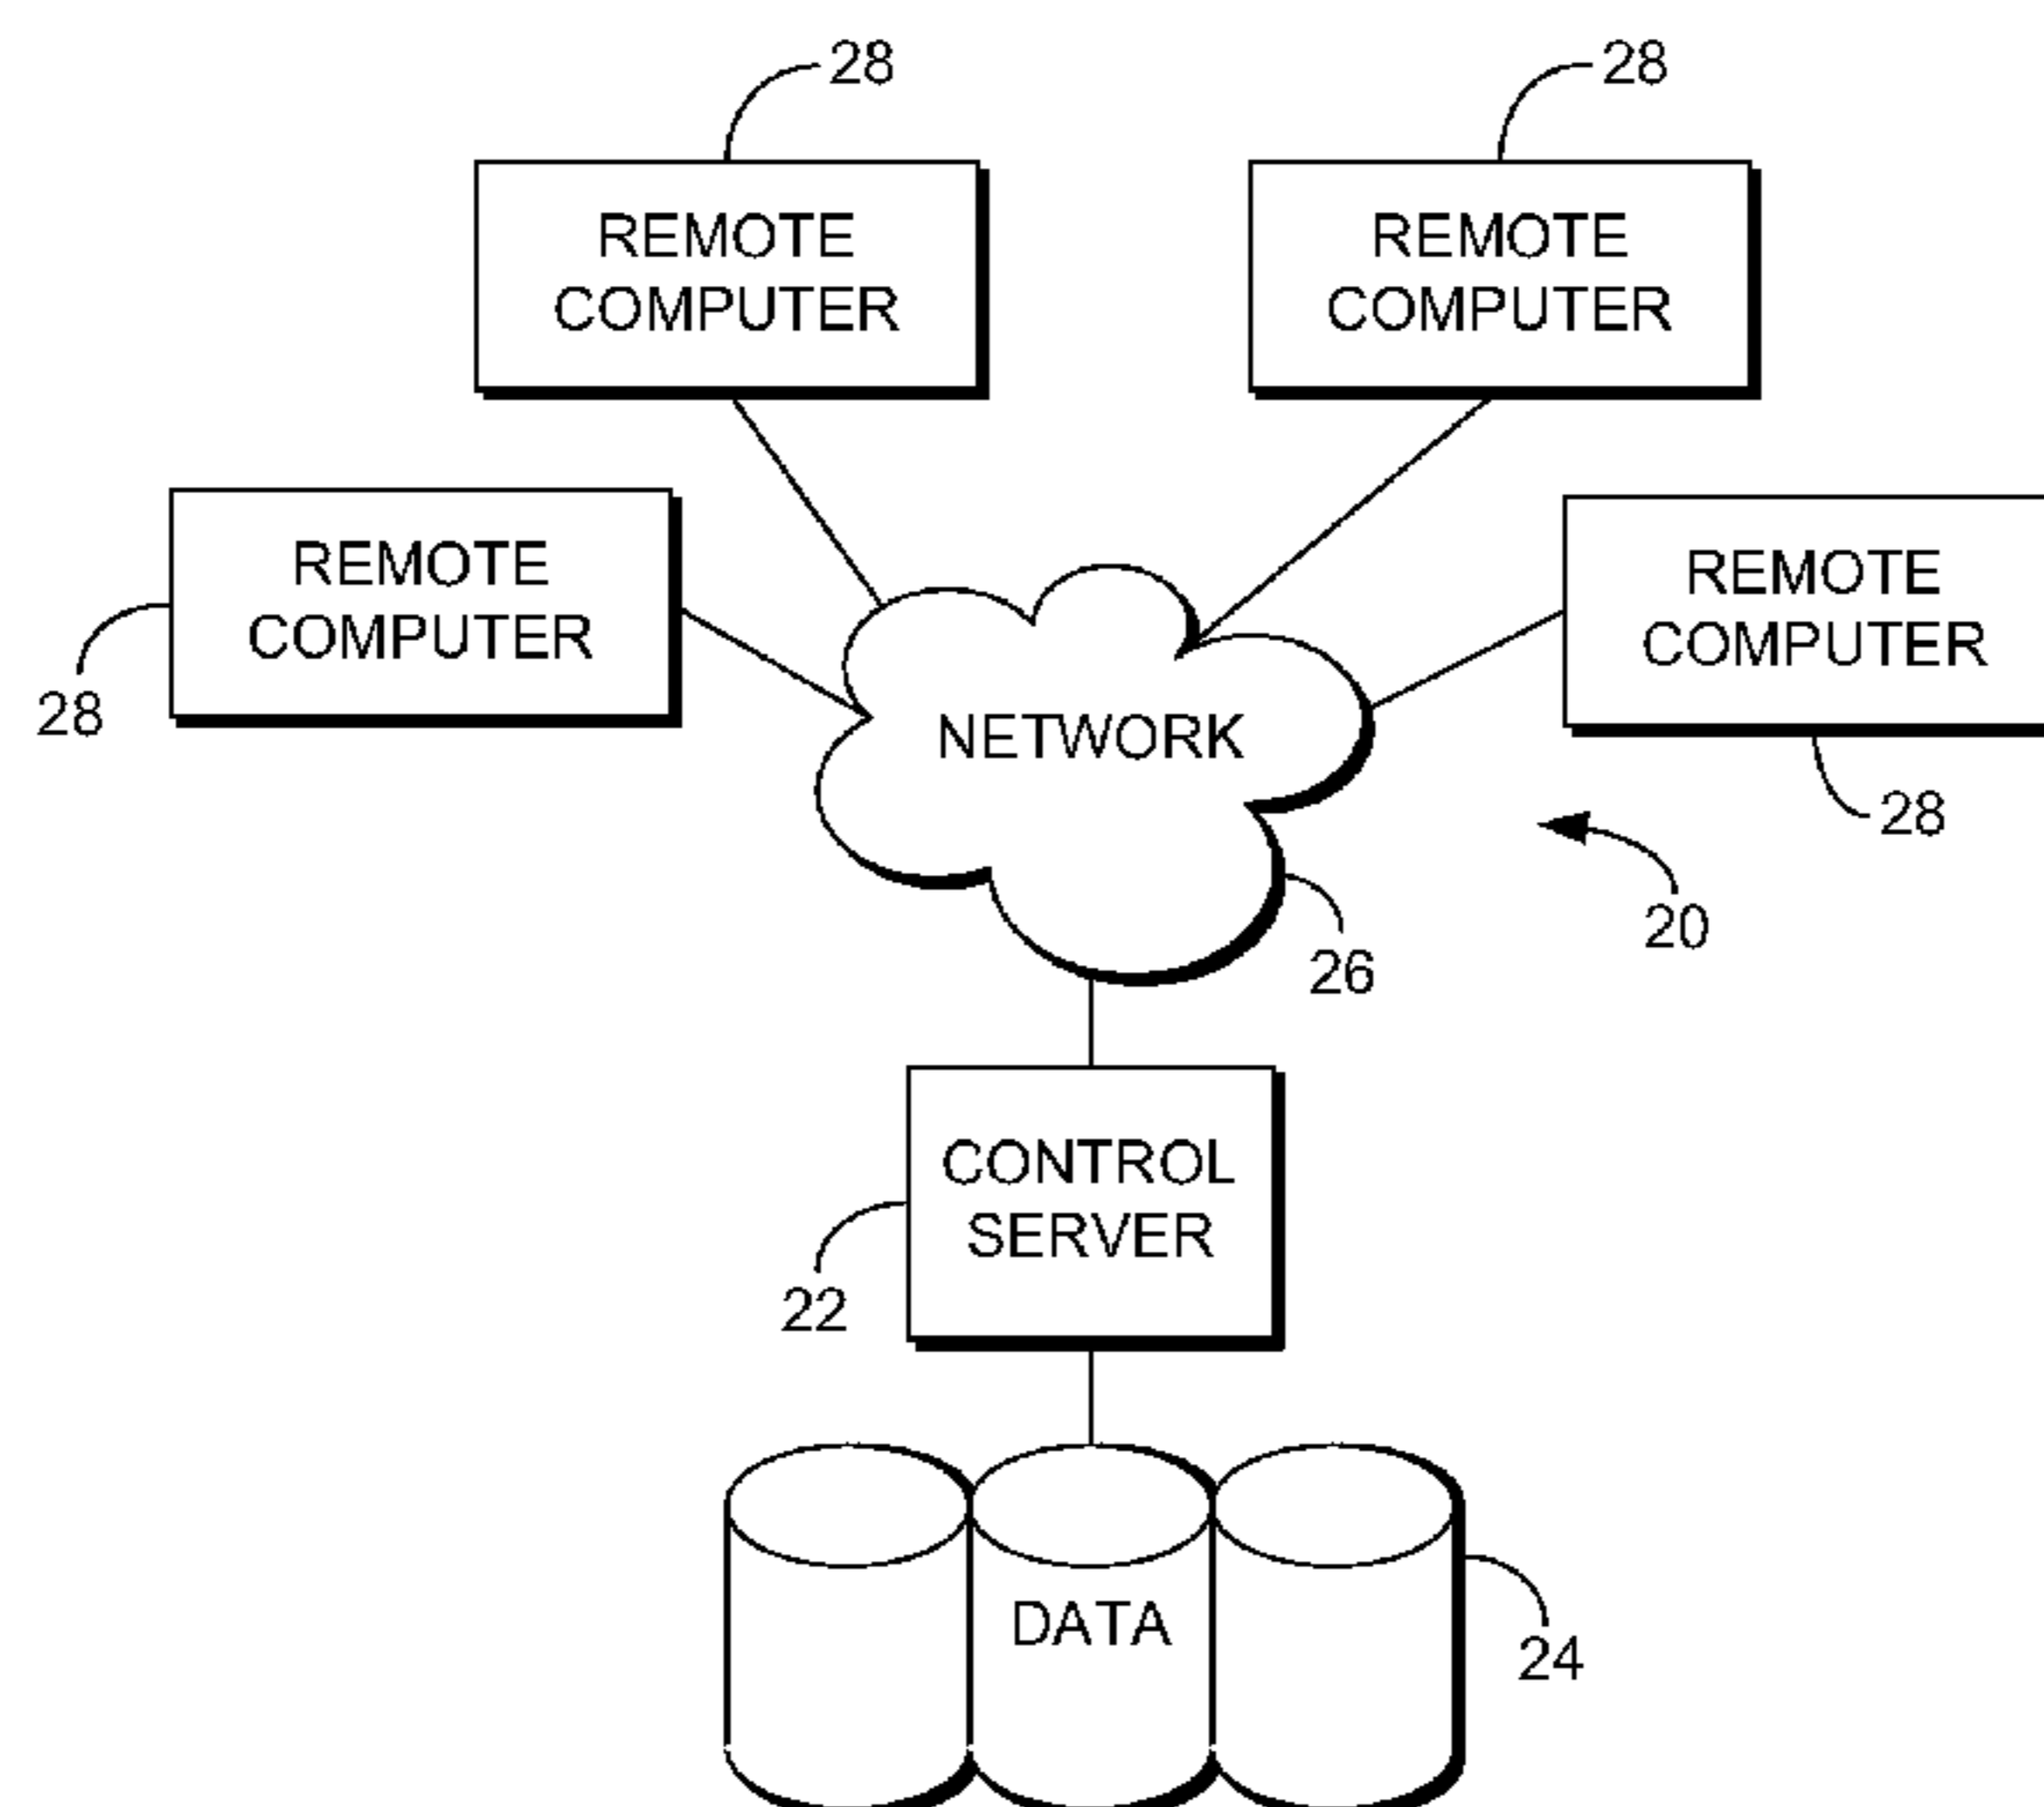 28
28
REMOTE
COMPUTER
REMOTE
COMPUTER
REMOTE
COMPUTER
REMOTE
COMPUTER
28
NETWORK
28
20
26
CONTROL
SERVER
22
DATA
24